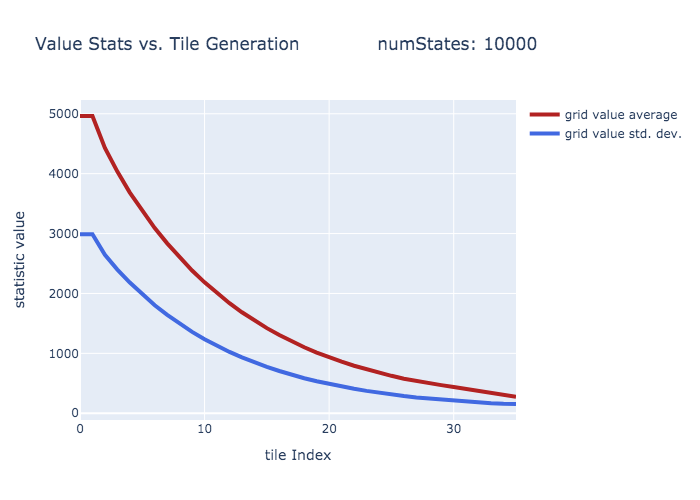 Value Stats vs. Tile Generation numStates: 10000
grid value average
grid value std. dev.
statistic value
5000
4000
3000
2000
1000
0
0 10 20 30
tile Index